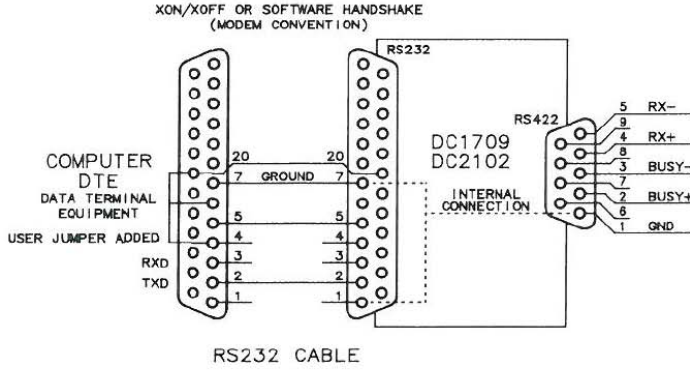 XON/XOFF OR SOFTWARE HANDSHAKE
(MODEM CONVENTION)
RS232
RS422
5 RX-
9
4 RX+
8
3 BUSY-
7
2 BUSY+
6
1 GND
DC1709
DC2102
INTERNAL
CONNECTION
COMPUTER
DTE
DATA TERMINAL
EQUIPMENT
USER JUMPER ADDED
RXD
TXD
20 20
7 GROUND 7
5 5
4 4
3 3
2 2
1 1
RS232 CABLE